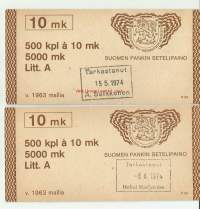 10 mk
500 kpl à 10 mk
5000 mk
Litt. A
SUOMEN PANKIN SETELIPAINO
Tarkastanut
15 5. 1974
A.
v. 1963 mallia
10 mk
500 kpl à 10 mk
5000 mk
Litt. A
SUOMEN PANKIN SETELIPAINO
Tarkastanut
1974
v. 1963 mallia